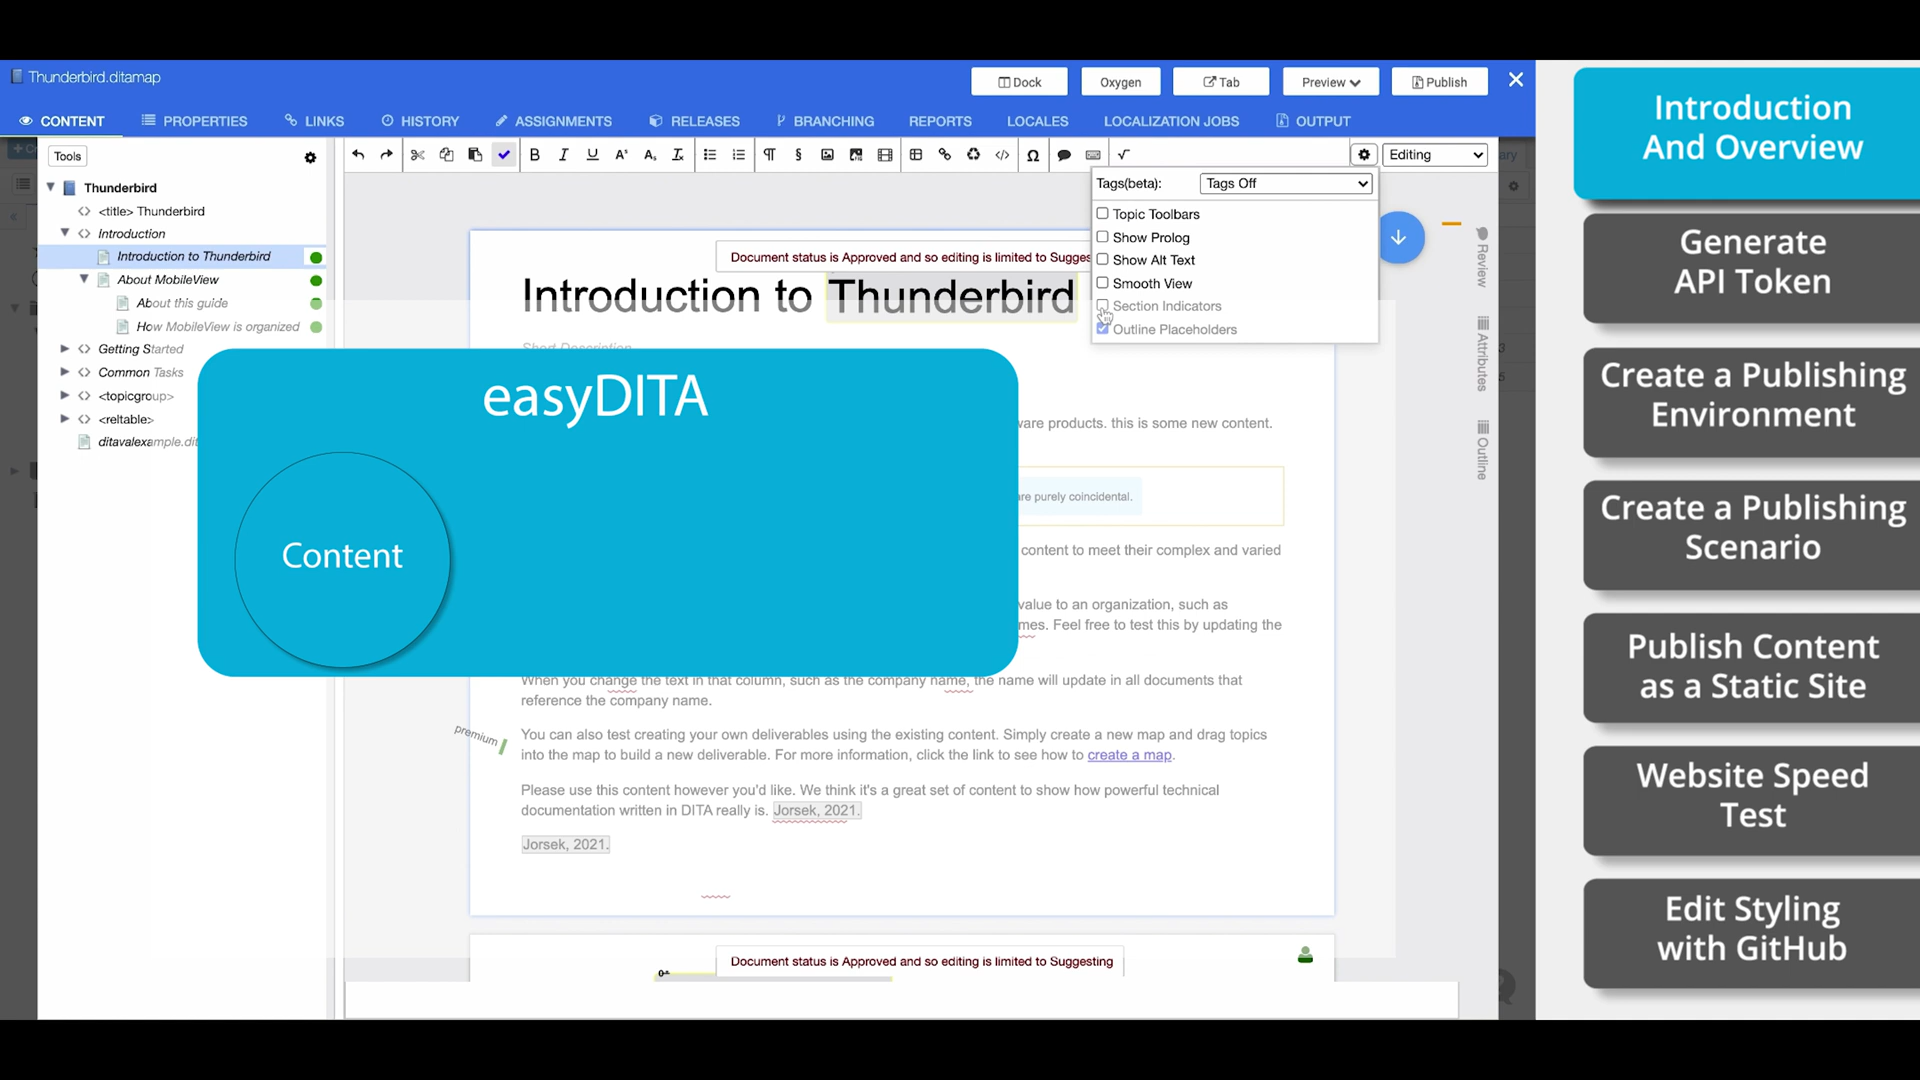 Thunderbird.ditamap
Dock
Oxygen
Tab
Preview
Publish
CONTENT
PROPERTIES
LINKS
HISTORY
ASSIGNMENTS
RELEASES
BRANCHING
REPORTS
LOCALES
LOCALIZATION JOBS
OUTPUT
Tools
Editing
Thunderbird
<title> Thunderbird
Introduction
Introduction to Thunderbird
About MobileView
About this guide
How MobileView is organized
Getting Started
Common Tasks
<topicgroup>
<reltable>
ditavalexample.dit
Tags(beta):
Tags Off
Topic Toolbars
Show Prolog
Show Alt Text
Smooth View
Section Indicators
Outline Placeholders
Document status is Approved and so editing is limited to Sugges
Introduction to Thunderbird
Short Description
easyDITA
Content
ware products. this is some new content.
are purely coincidental.
content to meet their complex and varied
value to an organization, such as
mes. Feel free to test this by updating the
When you change the text in that column, such as the company name, the name will update in all documents that
reference the company name.
premium
You can also test creating your own deliverables using the existing content. Simply create a new map and drag topics
into the map to build a new deliverable. For more information, click the link to see how to create a map.
Please use this content however you'd like. We think it's a great set of content to show how powerful technical
documentation written in DITA really is. Jorsek, 2021.
Jorsek, 2021.
Document status is Approved and so editing is limited to Suggesting
Review
Attributes
Outline
Introduction
And Overview
Generate
API Token
Create a Publishing
Environment
Create a Publishing
Scenario
Publish Content
as a Static Site
Website Speed
Test
Edit Styling
with GitHub